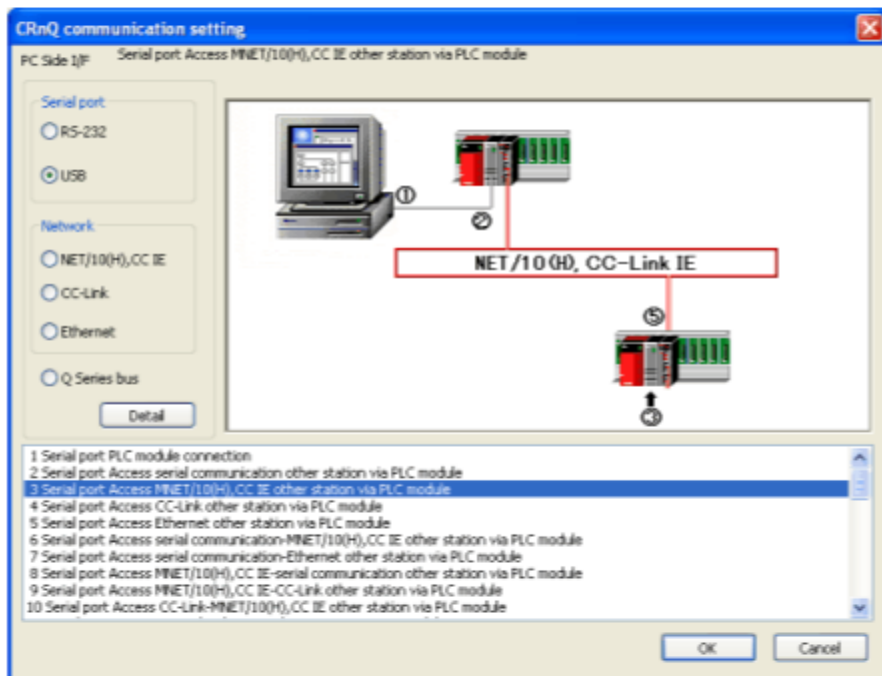 CRnQ communication setting
PC Side I/F
Serial port Access MNET/10(H),CC IE other station via PLC module
Serial port
RS-232
USB
Network
NET/10(H),CC IE
CC-Link
Ethernet
Q Series bus
Detail
①
②
NET/10(H), CC-Link IE
⑤
③
1 Serial port PLC module connection
2 Serial port Access serial communication other station via PLC module
3 Serial port Access MNET/10(H),CC IE other station via PLC module
4 Serial port Access CC-Link other station via PLC module
5 Serial port Access Ethernet other station via PLC module
6 Serial port Access serial communication-MNET/10(H),CC IE other station via PLC module
7 Serial port Access serial communication-Ethernet other station via PLC module
8 Serial port Access MNET/10(H),CC IE-serial communication other station via PLC module
9 Serial port Access MNET/10(H),CC IE-CC-Link other station via PLC module
10 Serial port Access CC-Link-MNET/10(H),CC IE other station via PLC module
OK
Cancel